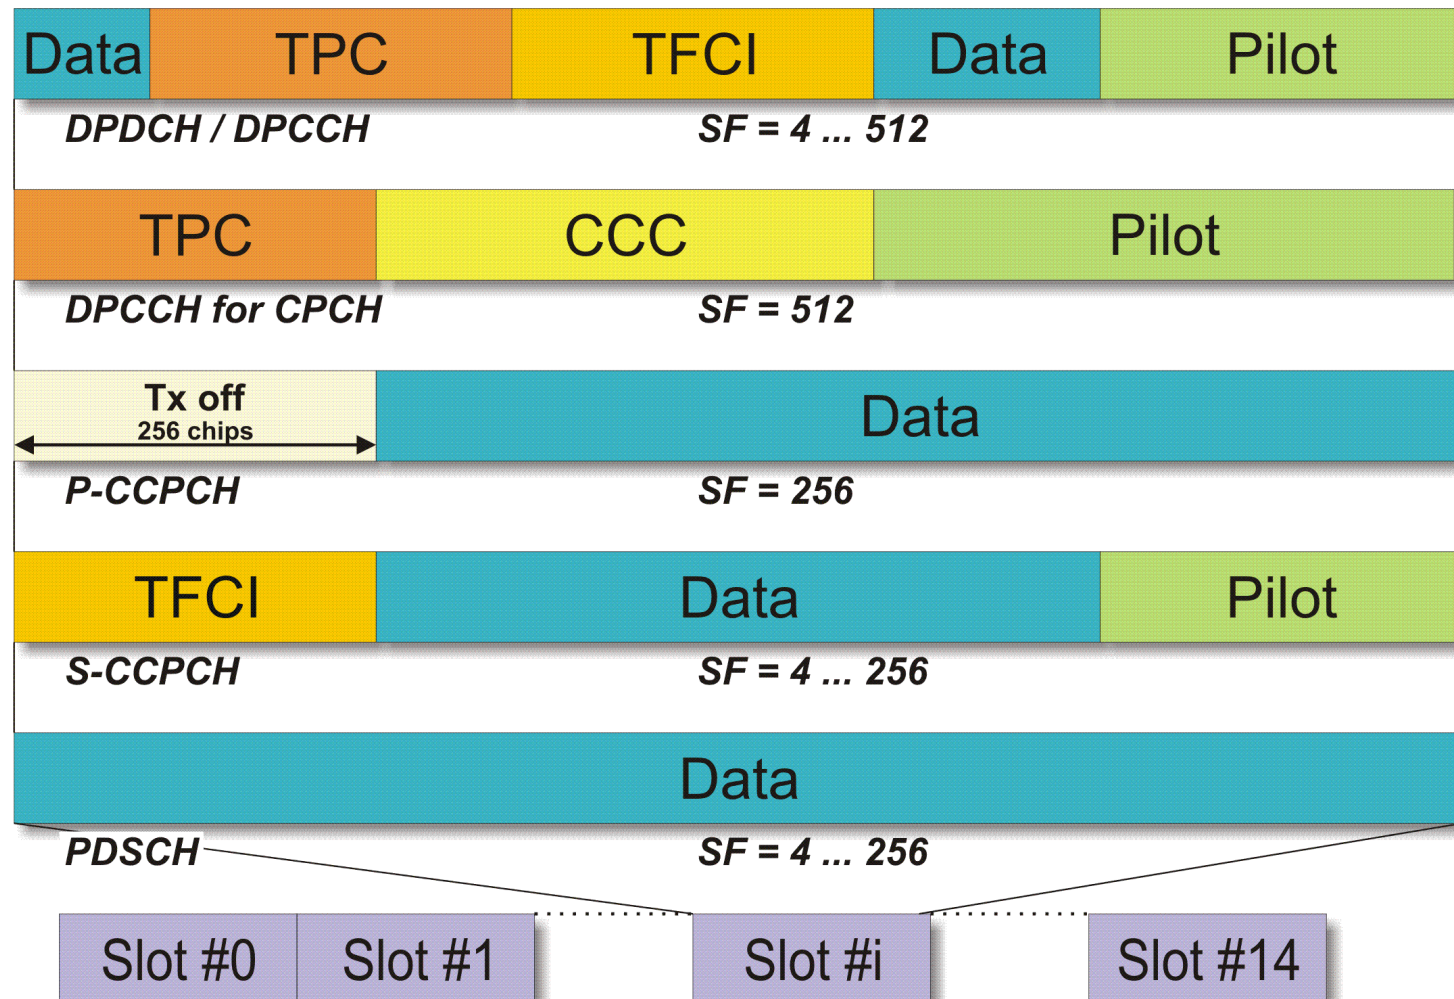 Data TPC TFCI Data Pilot
DPDCH / DPCCH SF = 4 ... 512
TPC CCC Pilot
DPCCH for CPCH SF = 512
Tx off
256 chips
Data
P-CCPCH SF = 256
TFCI Data Pilot
S-CCPCH SF = 4 ... 256
Data
PDSCH SF = 4 ... 256
Slot #0 Slot #1 Slot #i Slot #14